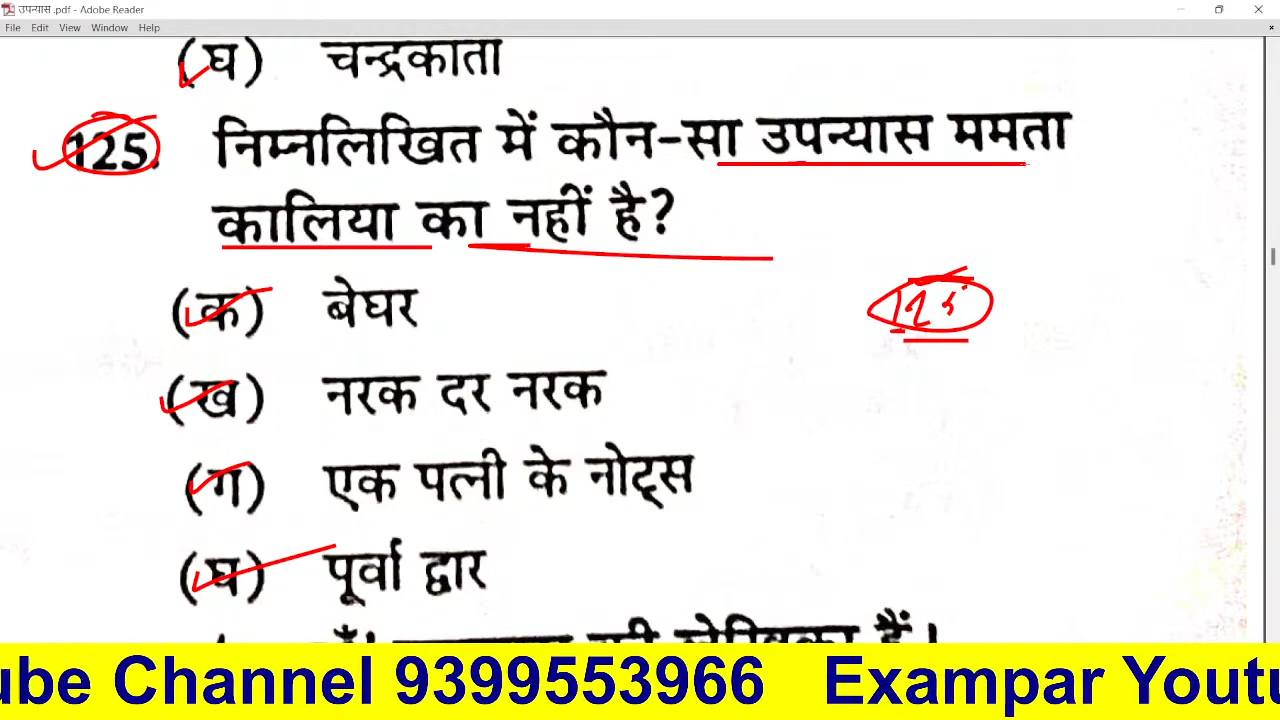 उपन्यास .pdf - Adobe Reader
File Edit View Window Help
(घ) चन्द्रकाता
125. निम्नलिखित में कौन-सा उपन्यास ममता
कालिया का नहीं है?
(क) बेघर
125
(ख) नरक दर नरक
(ग) एक पत्नी के नोट्स
(घ) पूर्वा द्वार
ube Channel 9399553966 Exampar Youtu